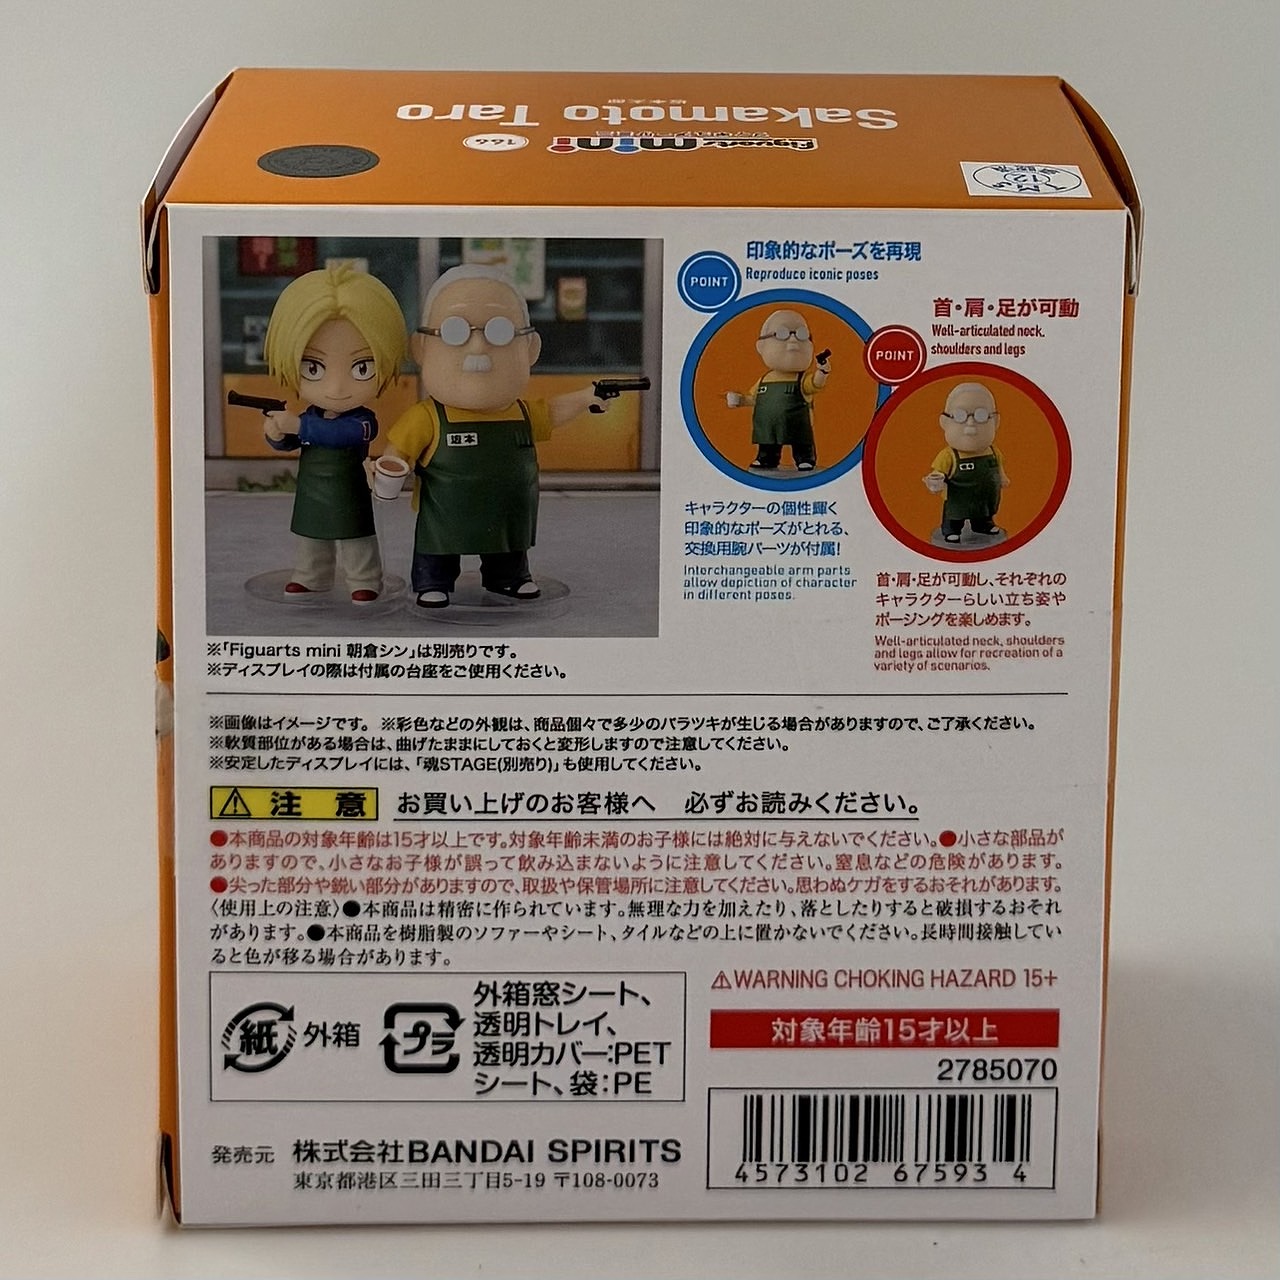 Sakamoto Taro
坂本太郎
Figuarts mini
フィギュアーツミニ
166
坂本
POINT
印象的なポーズを再現
Reproduce iconic poses
キャラクターの個性輝く
印象的なポーズがとれる、
交換用腕パーツが付属!
Interchangeable arm parts
allow depiction of character
in different poses.
POINT
首・肩・足が可動
Well-articulated neck,
shoulders and legs
首・肩・足が可動し、それぞれの
キャラクターらしい立ち姿や
ポージングを楽しめます。
Well-articulated neck, shoulders
and legs allow for recreation of a
variety of scenarios.
※「Figuarts mini 朝倉シン」は別売りです。
※ディスプレイの際は付属の台座をご使用ください。
※画像はイメージです。 ※彩色などの外観は、商品個々で多少のバラツキが生じる場合がありますので、ご了承ください。
※軟質部位がある場合は、曲げたままにしておくと変形しますので注意してください。
※安定したディスプレイには、「魂STAGE(別売り)」も使用してください。
⚠ 注 意 お買い上げのお客様へ 必ずお読みください。
●本商品の対象年齢は15才以上です。対象年齢未満のお子様には絶対に与えないでください。●小さな部品が
ありますので、小さなお子様が誤って飲み込まないように注意してください。窒息などの危険があります。
●尖った部分や鋭い部分がありますので、取扱や保管場所に注意してください。思わぬケガをするおそれがあります。
〈使用上の注意〉●本商品は精密に作られています。無理な力を加えたり、落としたりすると破損するおそれ
があります。●本商品を樹脂製のソファーやシート、タイルなどの上に置かないでください。長時間接触してい
ると色が移る場合があります。
紙 外箱
プラ
外箱窓シート、
透明トレイ、
透明カバー:PET
シート、袋:PE
⚠WARNING CHOKING HAZARD 15+
対象年齢15才以上
2785070
4573102 67593 4
発売元 株式会社BANDAI SPIRITS
東京都港区三田三丁目5-19 〒108-0073